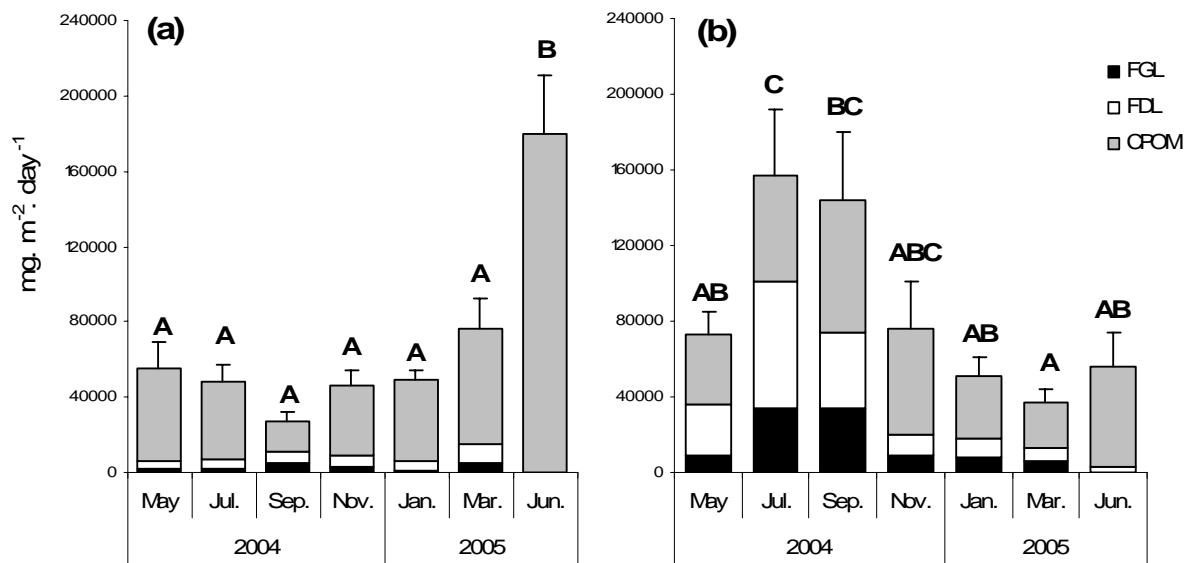 (a)
(b)
mg. m-2. day-1
240000
200000
160000
120000
80000
40000
0
A A A A A A B
May Jul. Sep. Nov. Jan. Mar. Jun.
2004 2005
240000
200000
160000
120000
80000
40000
0
AB C BC ABC AB A AB
FGL
FDL
CPOM
May Jul. Sep. Nov. Jan. Mar. Jun.
2004 2005